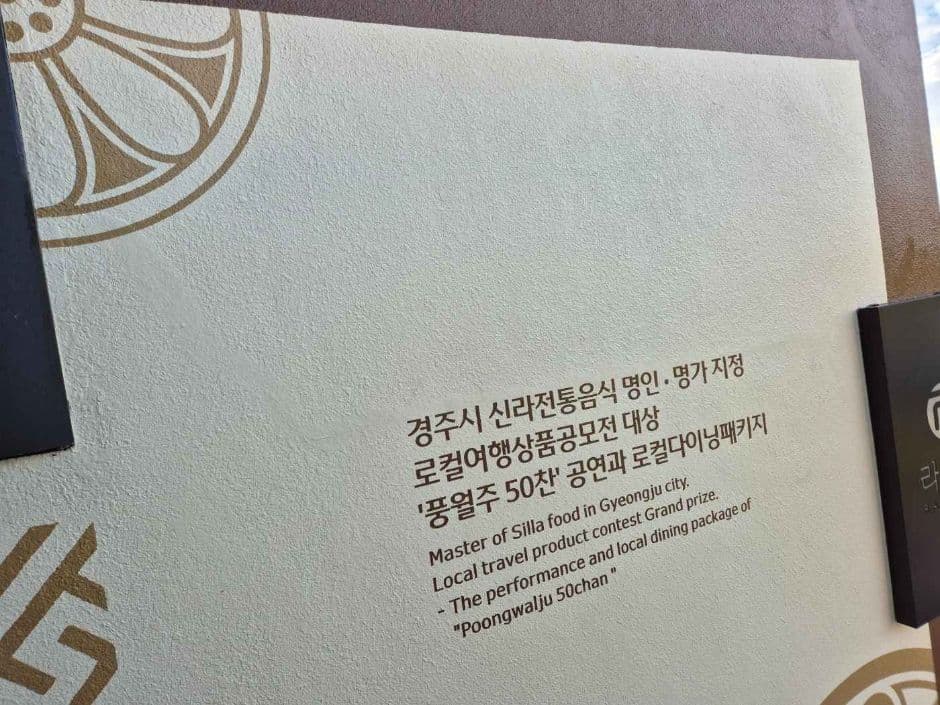 경주시 신라전통음식 명인·명가 지정
로컬여행상품공모전 대상
'풍월주 50찬' 공연과 로컬다이닝패키지
Master of Silla food in Gyeongju city.
Local travel product contest Grand prize.
- The performance and local dining package of
"Poongwalju 50chan "
라